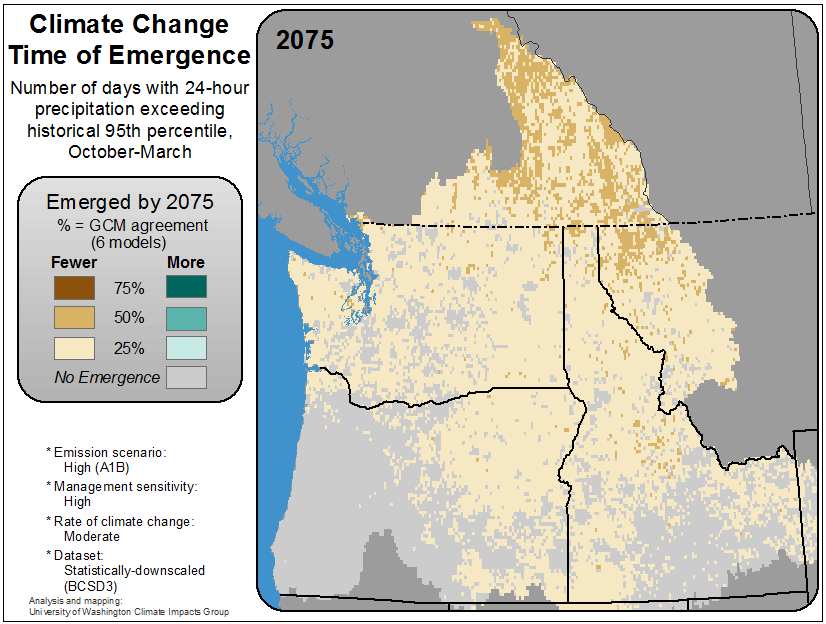 Climate Change
Time of Emergence
Number of days with 24-hour
precipitation exceeding
historical 95th percentile,
October-March
Emerged by 2075
% = GCM agreement
(6 models)
Fewer More
75%
50%
25%
No Emergence
* Emission scenario:
High (A1B)
* Management sensitivity:
High
* Rate of climate change:
Moderate
* Dataset:
Statistically-downscaled
(BCSD3)
Analysis and mapping:
University of Washington Climate Impacts Group
2075